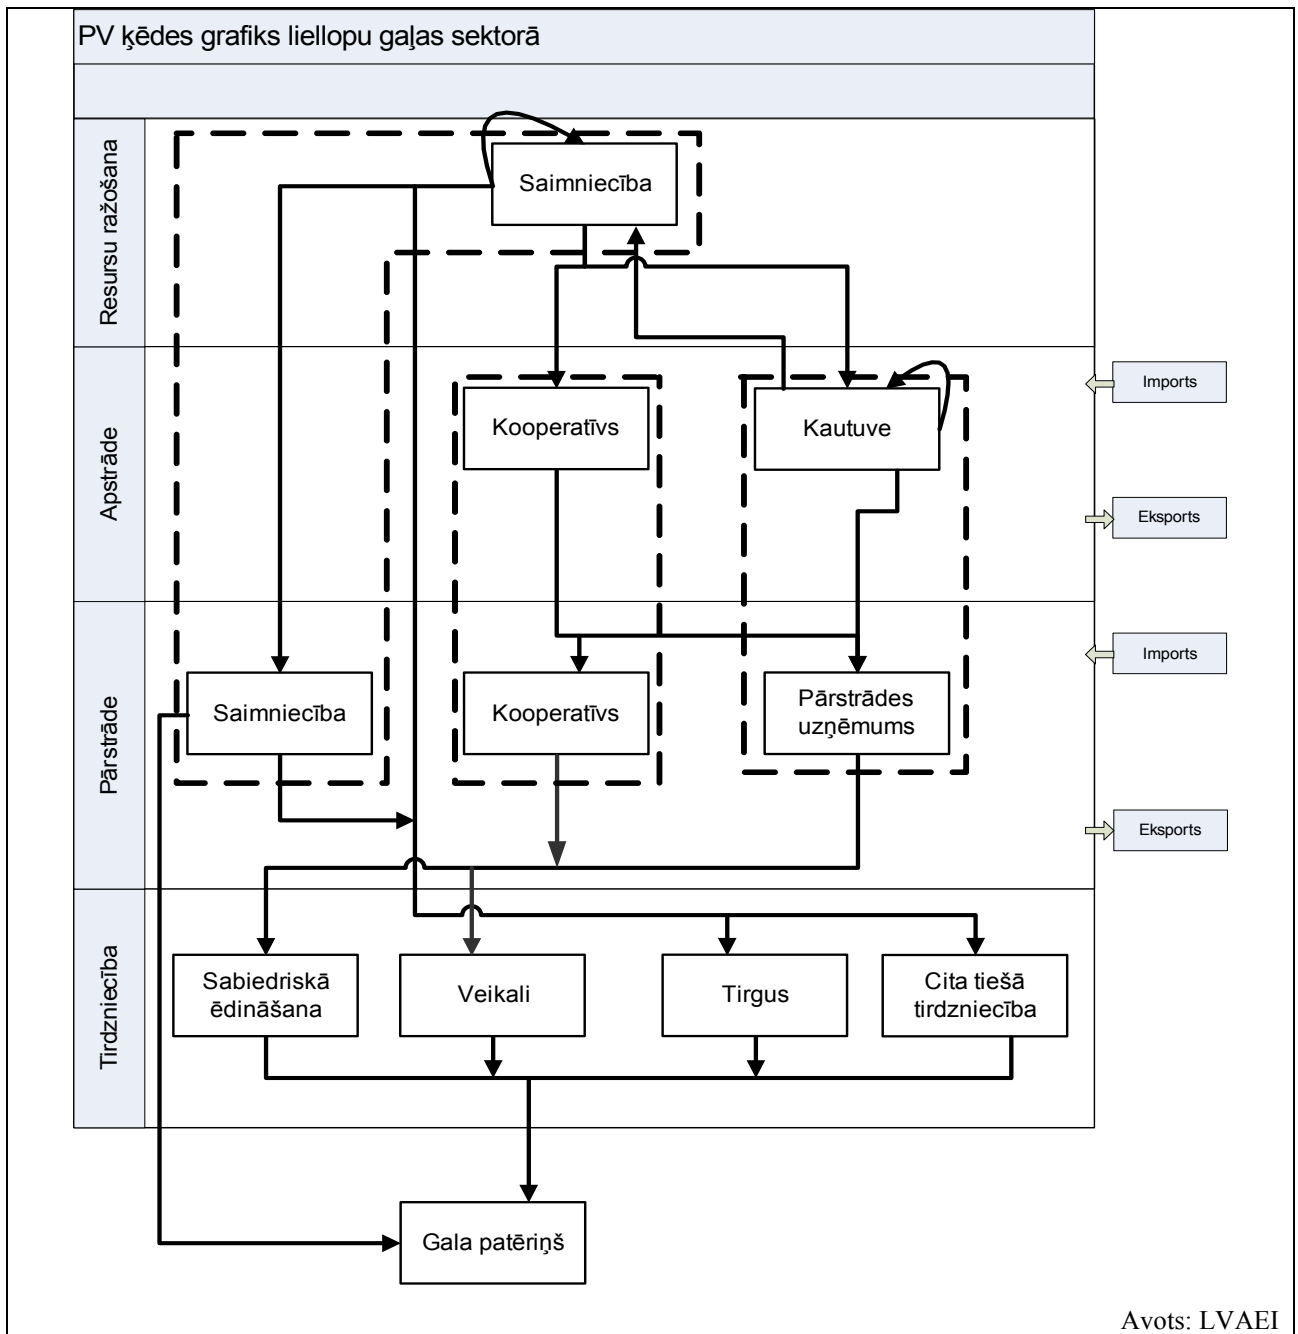 PV ķēdes grafiks liellopu gaļas sektorā
Resursu ražošana
Saimniecība
Apstrāde
Kooperatīvs
Kautuve
Imports
Eksports
Pārstrāde
Saimniecība
Kooperatīvs
Pārstrādes
uzņēmums
Imports
Eksports
Tirdzniecība
Sabiedriskā
ēdināšana
Veikali
Tirgus
Cita tiešā
tirdzniecība
Gala patēriņš
Avots: LVAEI